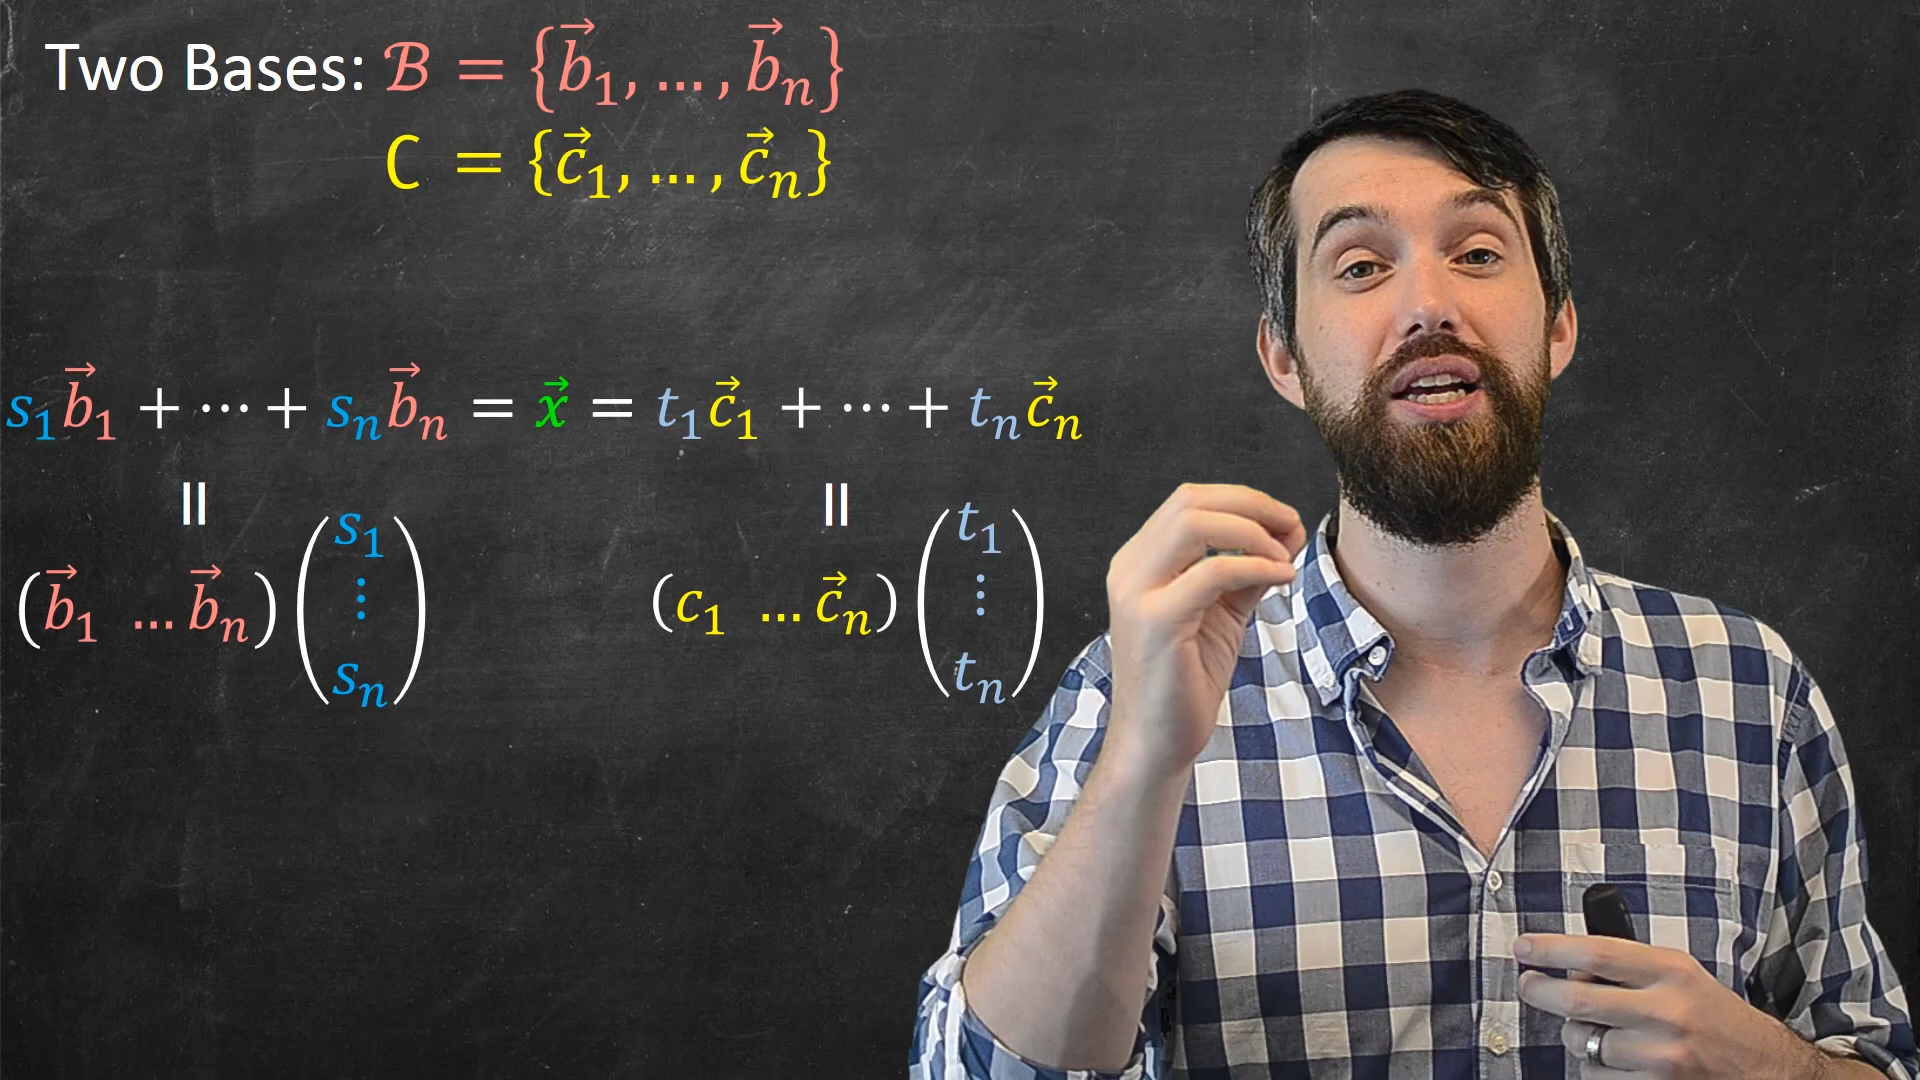 Two Bases: ℬ = {b⃗₁, … , b⃗ₙ}
C = {c⃗₁, … , c⃗ₙ}
s₁b⃗₁ + ⋯ + sₙb⃗ₙ = x⃗ = t₁c⃗₁ + ⋯ + tₙc⃗ₙ
= =
(b⃗₁ … b⃗ₙ) (s₁ ⋮ sₙ) (c₁ … c⃗ₙ) (t₁ ⋮ tₙ)